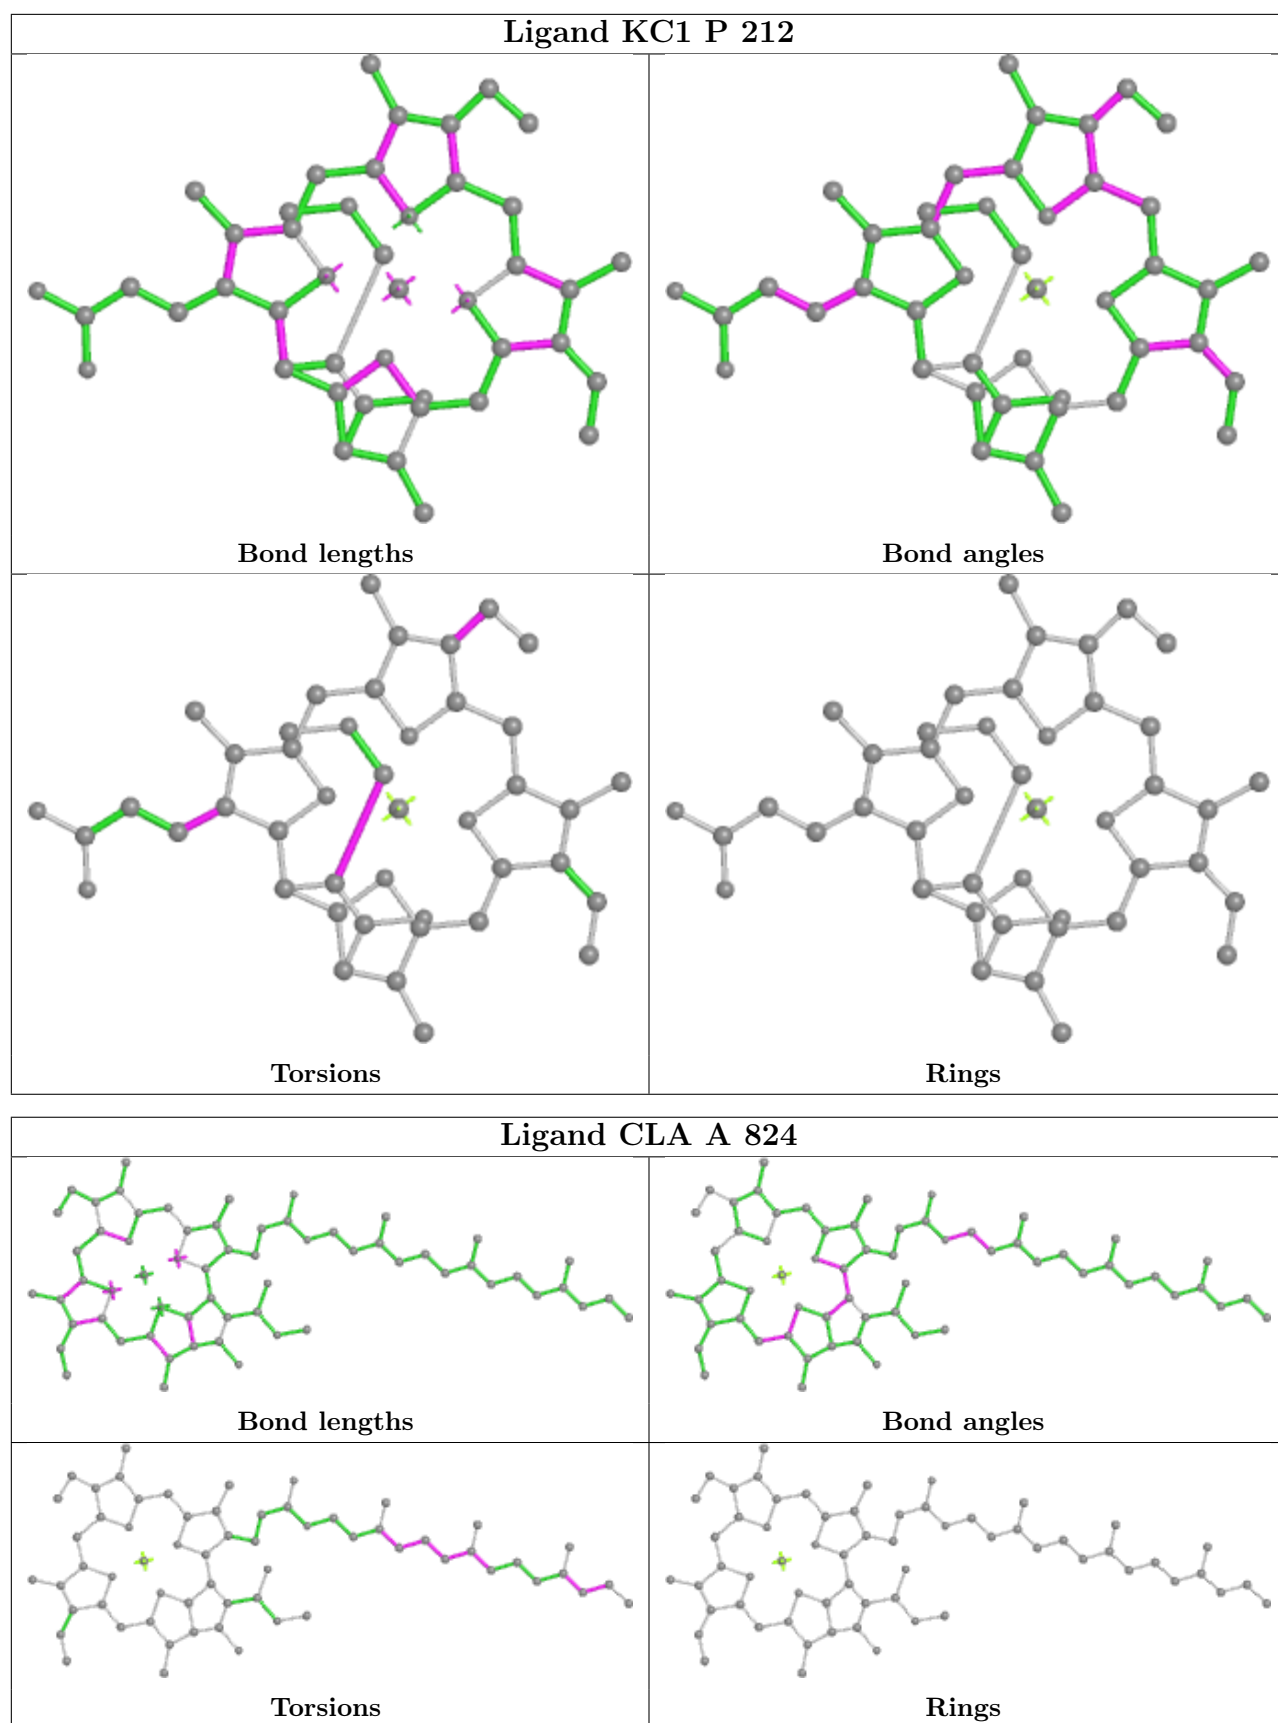 Ligand KC1 P 212
Bond lengths
Bond angles
Torsions
Rings
Ligand CLA A 824
Bond lengths
Bond angles
Torsions
Rings